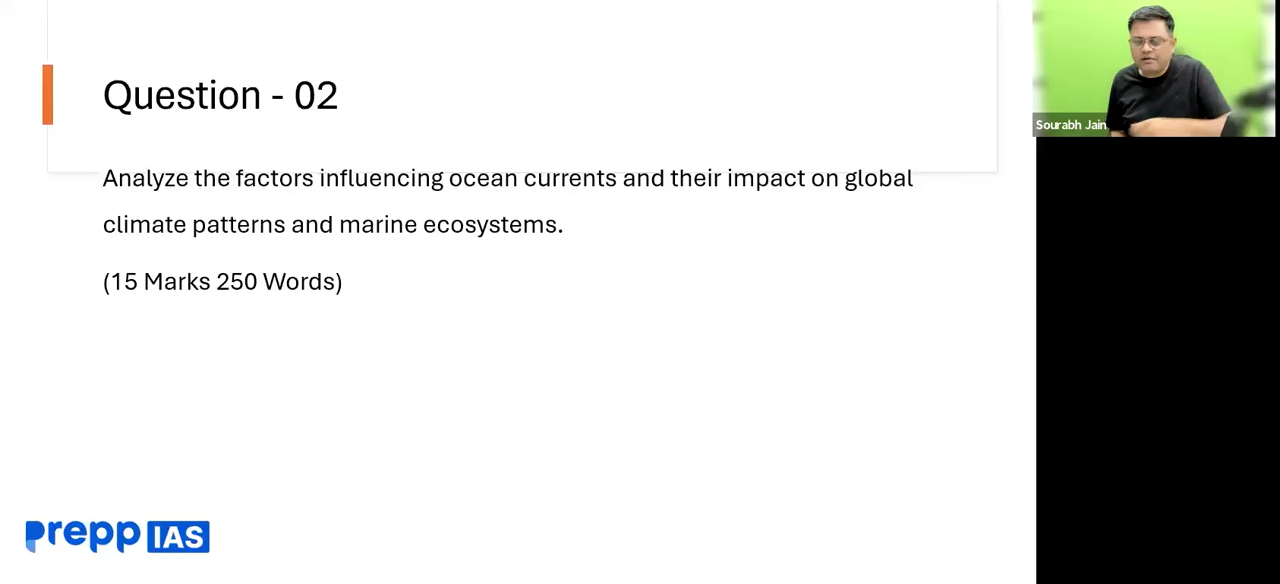 Question - 02
Sourabh Jain
Analyze the factors influencing ocean currents and their impact on global
climate patterns and marine ecosystems.
(15 Marks 250 Words)
prepp IAS